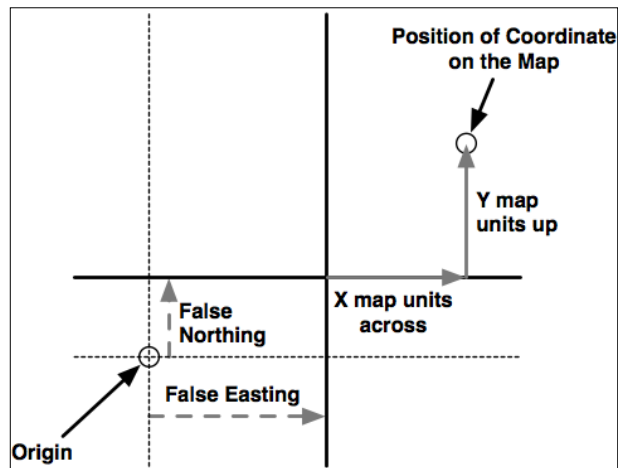 Position of Coordinate
on the Map
Y map
units up
X map units
across
False
Northing
False Easting
Origin